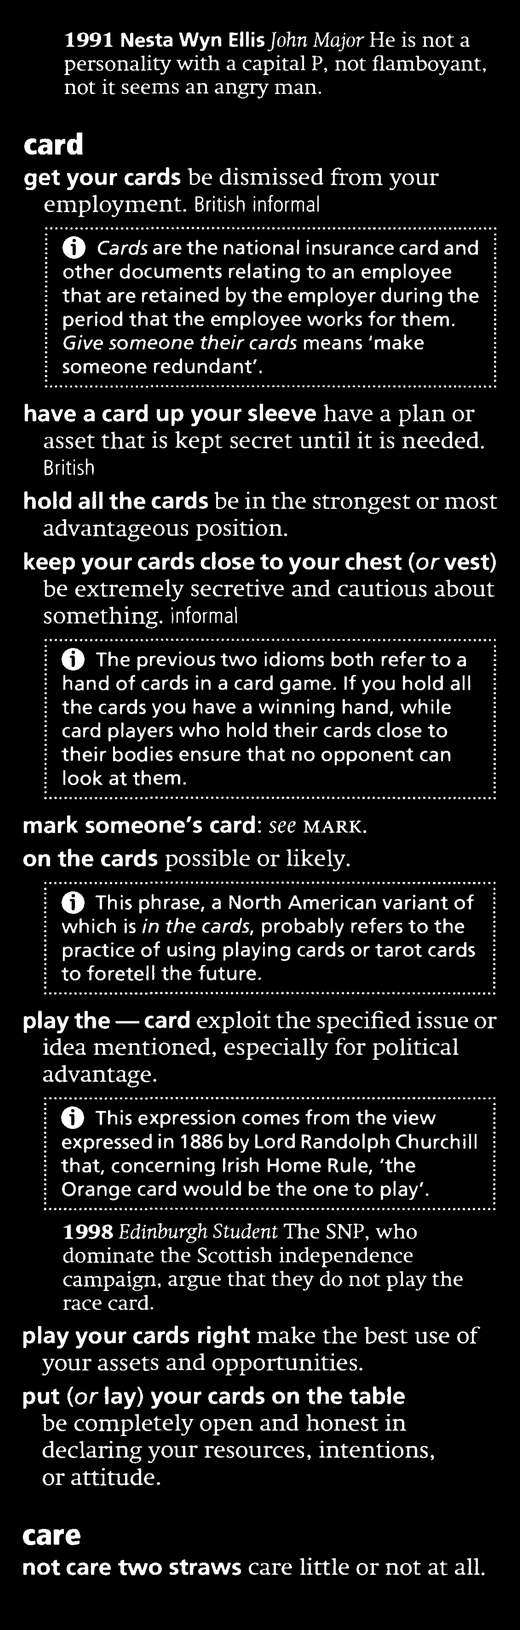 1991 Nesta Wyn Ellis John Major He is not a
personality with a capital P, not flamboyant,
not it seems an angry man.
card
get your cards be dismissed from your
employment. British informal
i Cards are the national insurance card and
other documents relating to an employee
that are retained by the employer during the
period that the employee works for them.
Give someone their cards means ‘make
someone redundant’.
have a card up your sleeve have a plan or
asset that is kept secret until it is needed.
British
hold all the cards be in the strongest or most
advantageous position.
keep your cards close to your chest (or vest)
be extremely secretive and cautious about
something. informal
i The previous two idioms both refer to a
hand of cards in a card game. If you hold all
the cards you have a winning hand, while
card players who hold their cards close to
their bodies ensure that no opponent can
look at them.
mark someone's card: see MARK.
on the cards possible or likely.
i This phrase, a North American variant of
which is in the cards, probably refers to the
practice of using playing cards or tarot cards
to foretell the future.
play the — card exploit the specified issue or
idea mentioned, especially for political
advantage.
i This expression comes from the view
expressed in 1886 by Lord Randolph Churchill
that, concerning Irish Home Rule, ‘the
Orange card would be the one to play’.
1998 Edinburgh Student The SNP, who
dominate the Scottish independence
campaign, argue that they do not play the
race card.
play your cards right make the best use of
your assets and opportunities.
put (or lay) your cards on the table
be completely open and honest in
declaring your resources, intentions,
or attitude.
care
not care two straws care little or not at all.